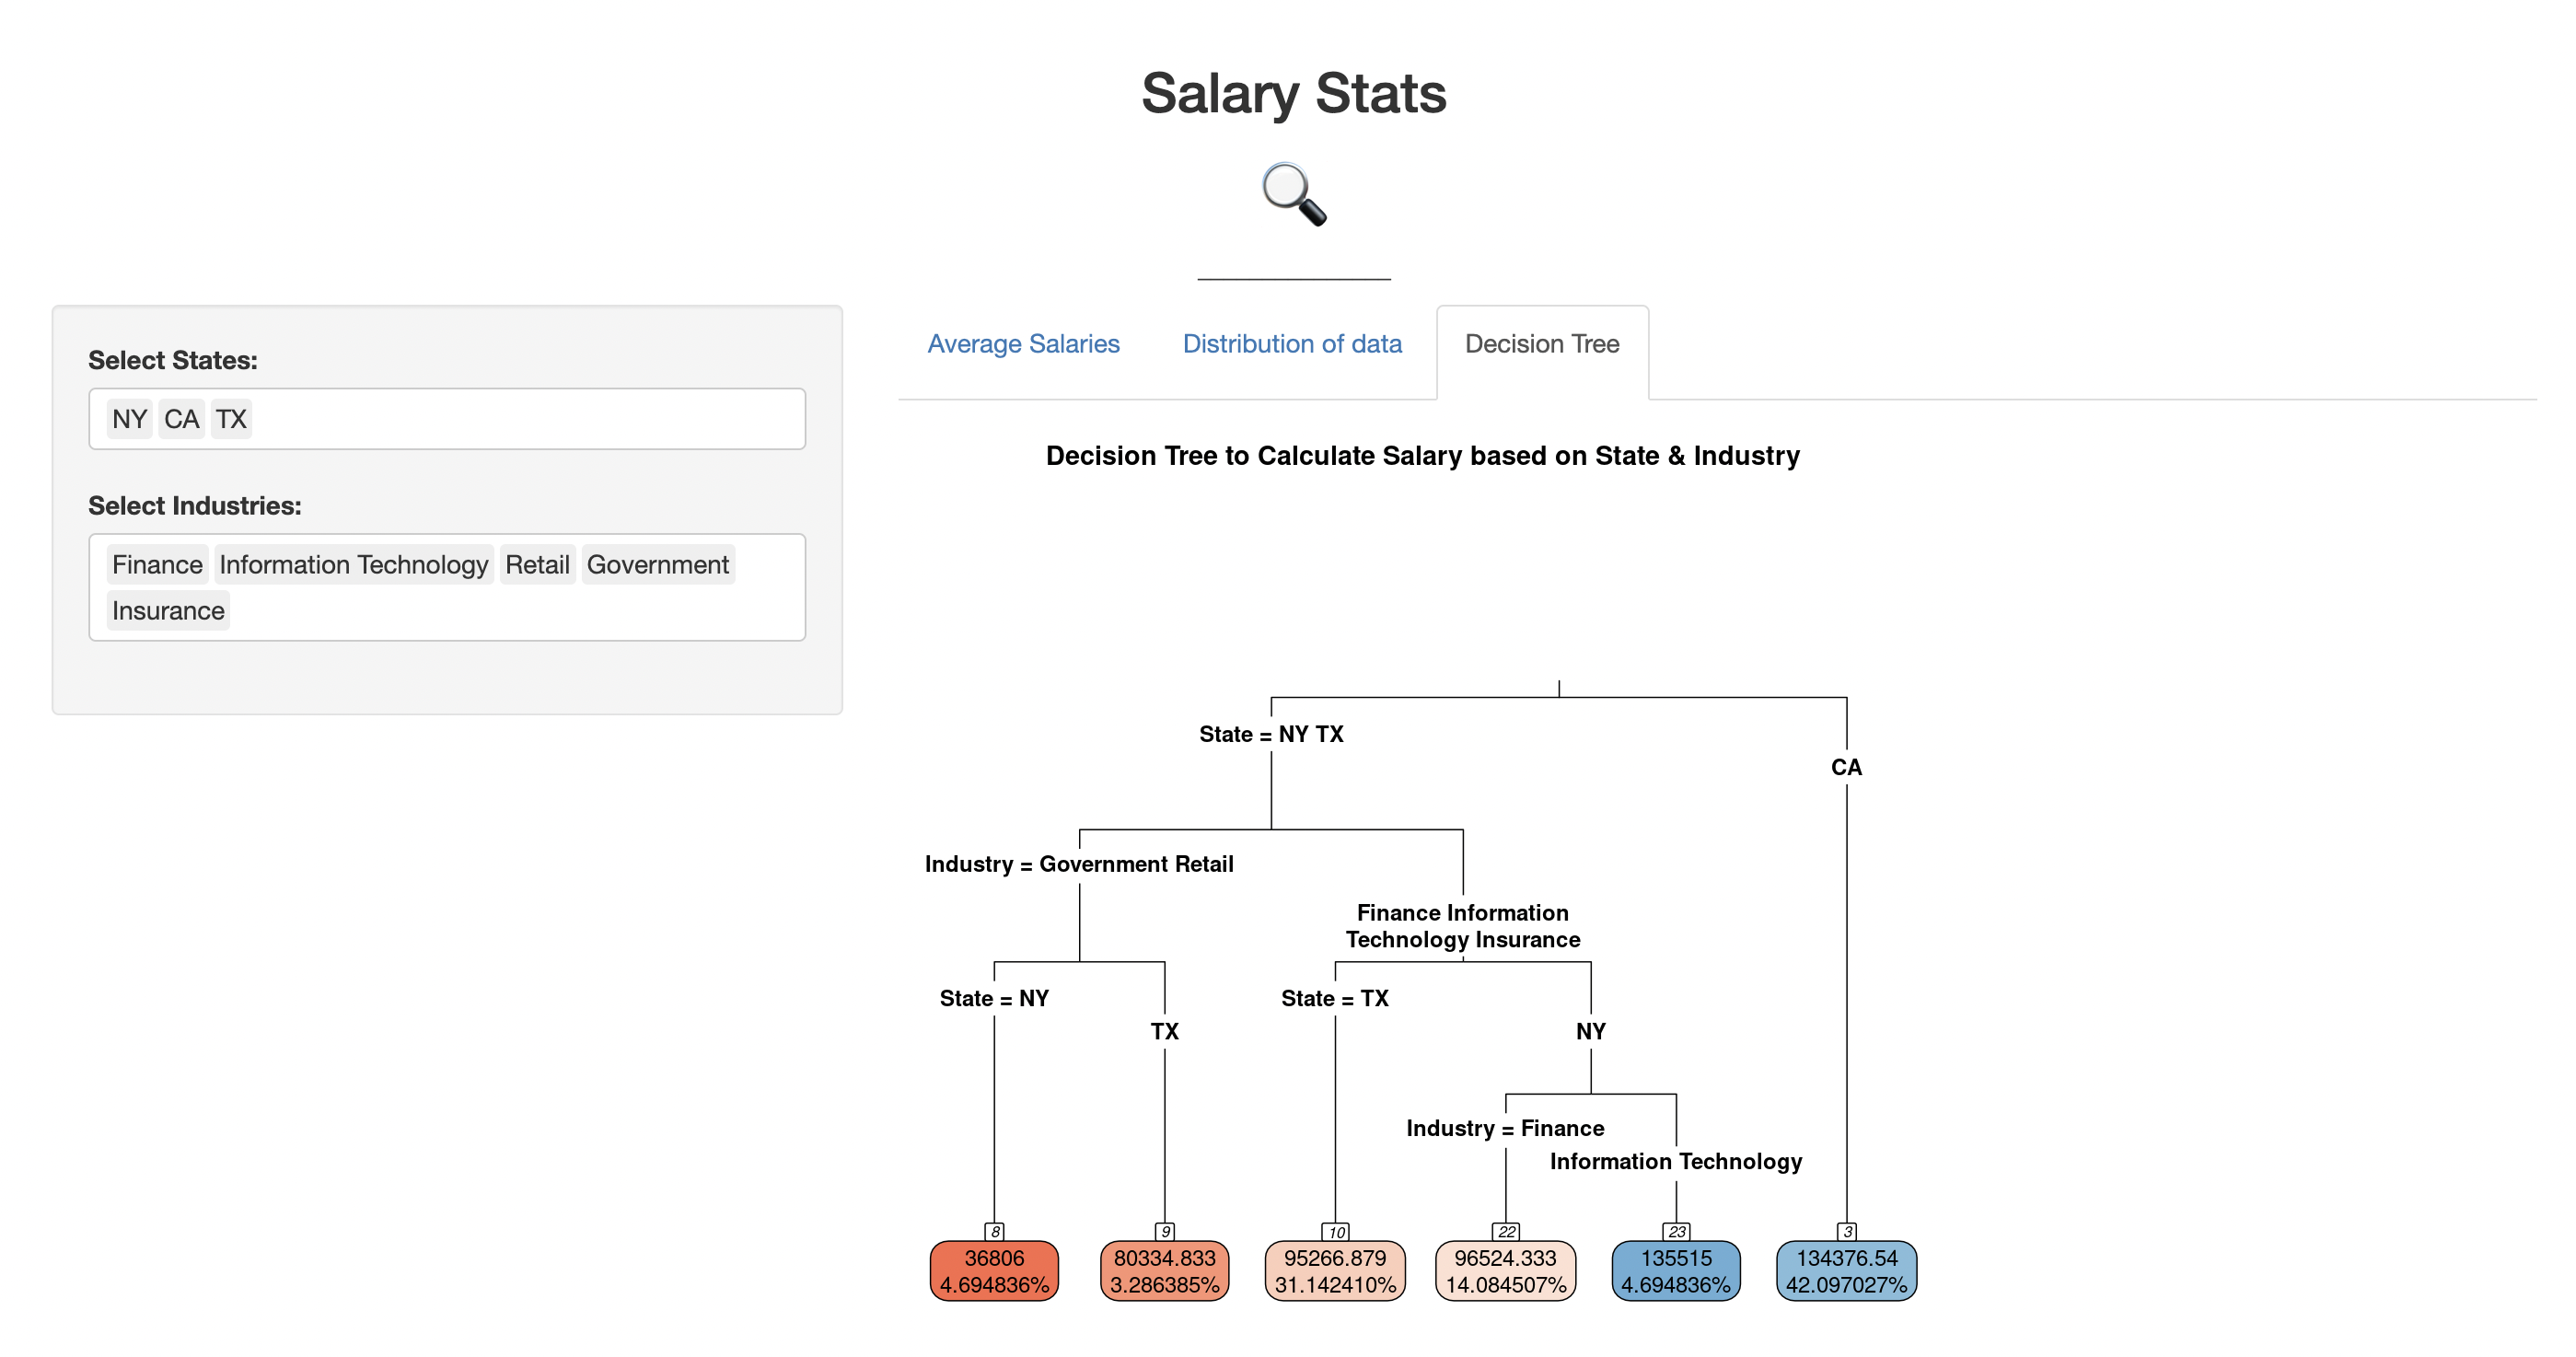 Salary Stats
Select States:
NY CA TX
Select Industries:
Finance Information Technology Retail Government
Insurance
Average Salaries Distribution of data Decision Tree
Decision Tree to Calculate Salary based on State & Industry
State = NY TX
CA
Industry = Government Retail
Finance Information
Technology Insurance
State = NY
TX
State = TX
NY
Industry = Finance
Information Technology
8 9 10 22 23 3
36806 80334.833 95266.879 96524.333 135515 134376.54
4.694836% 3.286385% 31.142410% 14.084507% 4.694836% 42.097027%